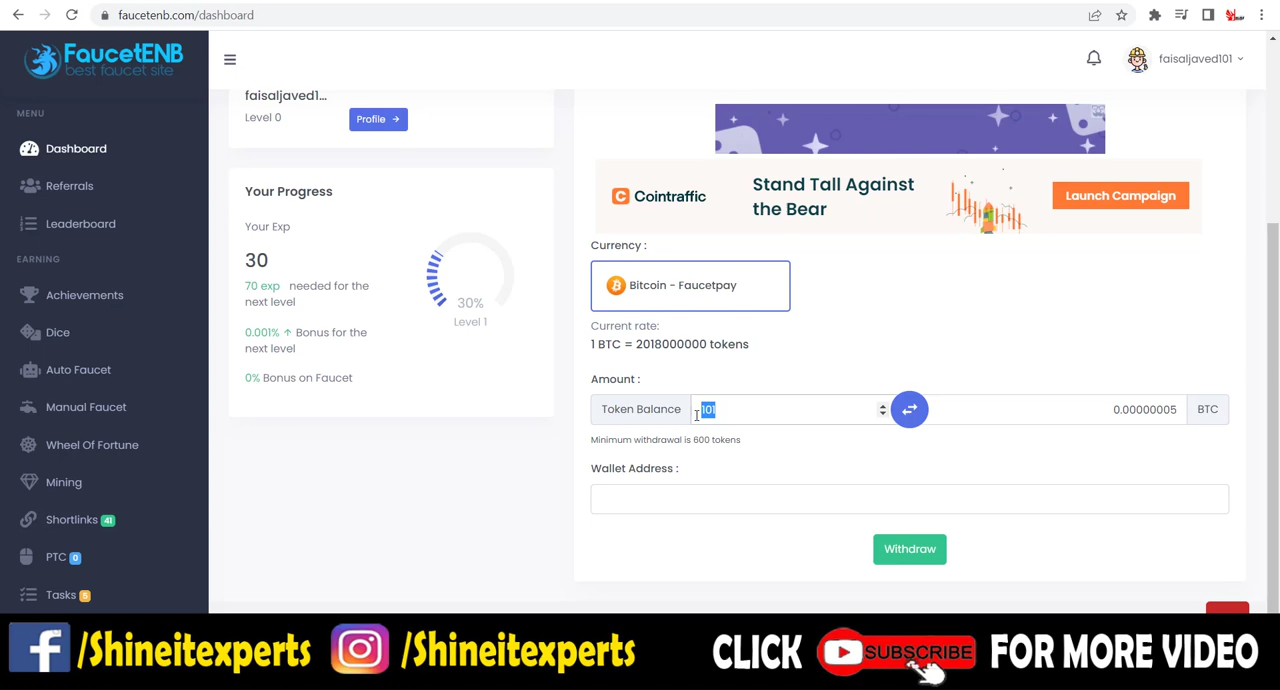 faucetenb.com/dashboard
FaucetENB
best faucet site
faisaljaved101
MENU
Dashboard
Referrals
Leaderboard
EARNING
Achievements
Dice
Auto Faucet
Manual Faucet
Wheel Of Fortune
Mining
Shortlinks 41
PTC 0
Tasks 5
faisaljaved1...
Level 0
Profile →
Your Progress
Your Exp
30
70 exp needed for the
next level
0.001% ↑ Bonus for the
next level
0% Bonus on Faucet
30%
Level 1
Cointraffic
Stand Tall Against
the Bear
Launch Campaign
Currency :
Bitcoin - Faucetpay
Current rate:
1 BTC = 2018000000 tokens
Amount :
Token Balance 101 0.00000005 BTC
Minimum withdrawal is 600 tokens
Wallet Address :
Withdraw
f /Shineitexperts /Shineitexperts CLICK SUBSCRIBE FOR MORE VIDEO